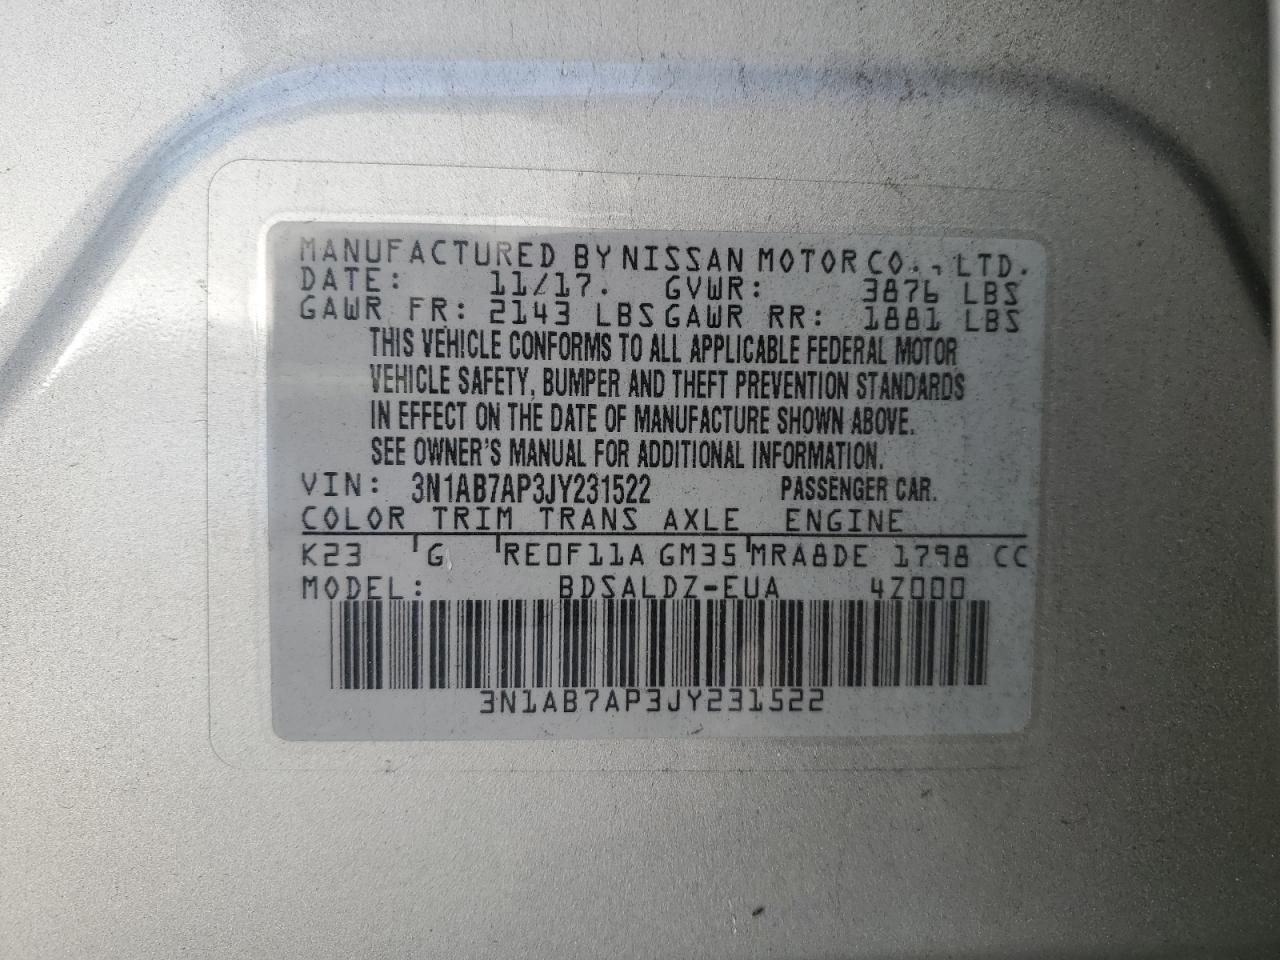 MANUFACTURED BY NISSAN MOTOR CO., LTD.
DATE: 11/17. GVWR: 3876 LBS
GAWR FR: 2143 LBS GAWR RR: 1881 LBS
THIS VEHICLE CONFORMS TO ALL APPLICABLE FEDERAL MOTOR
VEHICLE SAFETY, BUMPER AND THEFT PREVENTION STANDARDS
IN EFFECT ON THE DATE OF MANUFACTURE SHOWN ABOVE.
SEE OWNER'S MANUAL FOR ADDITIONAL INFORMATION.
VIN: 3N1AB7AP3JY231522 PASSENGER CAR.
COLOR TRIM TRANS AXLE ENGINE
K23 G RE0F11A GM35 MRA8DE 1798 CC
MODEL: BDSALDZ-EUA 4Z000
3N1AB7AP3JY231522